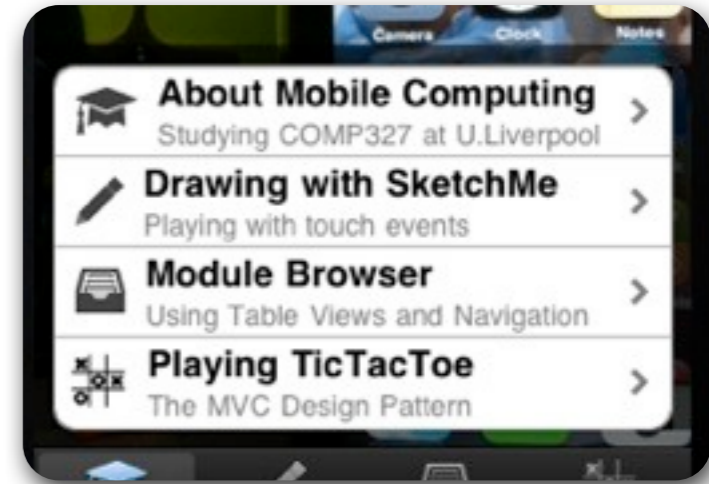 Camera Clock Notes
About Mobile Computing
Studying COMP327 at U.Liverpool
Drawing with SketchMe
Playing with touch events
Module Browser
Using Table Views and Navigation
Playing TicTacToe
The MVC Design Pattern